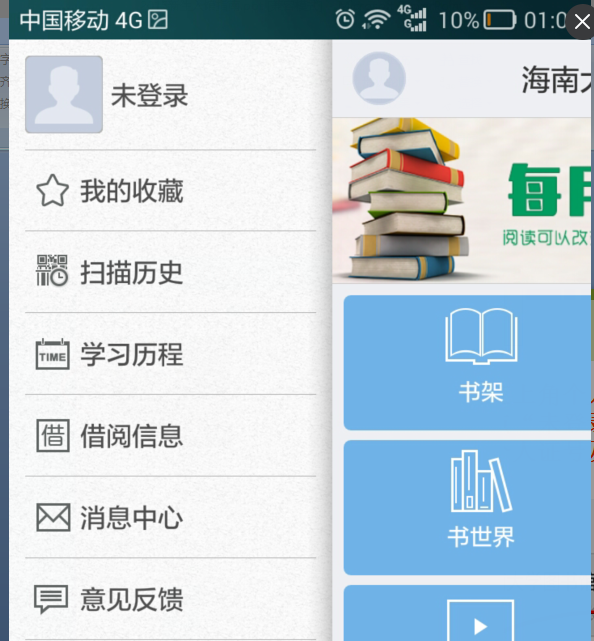 中国移动 4G
4G
G
10%
01:0
未登录
我的收藏
扫描历史
TIME
学习历程
借
借阅信息
消息中心
意见反馈
海南
每
阅读可以改
书架
书世界